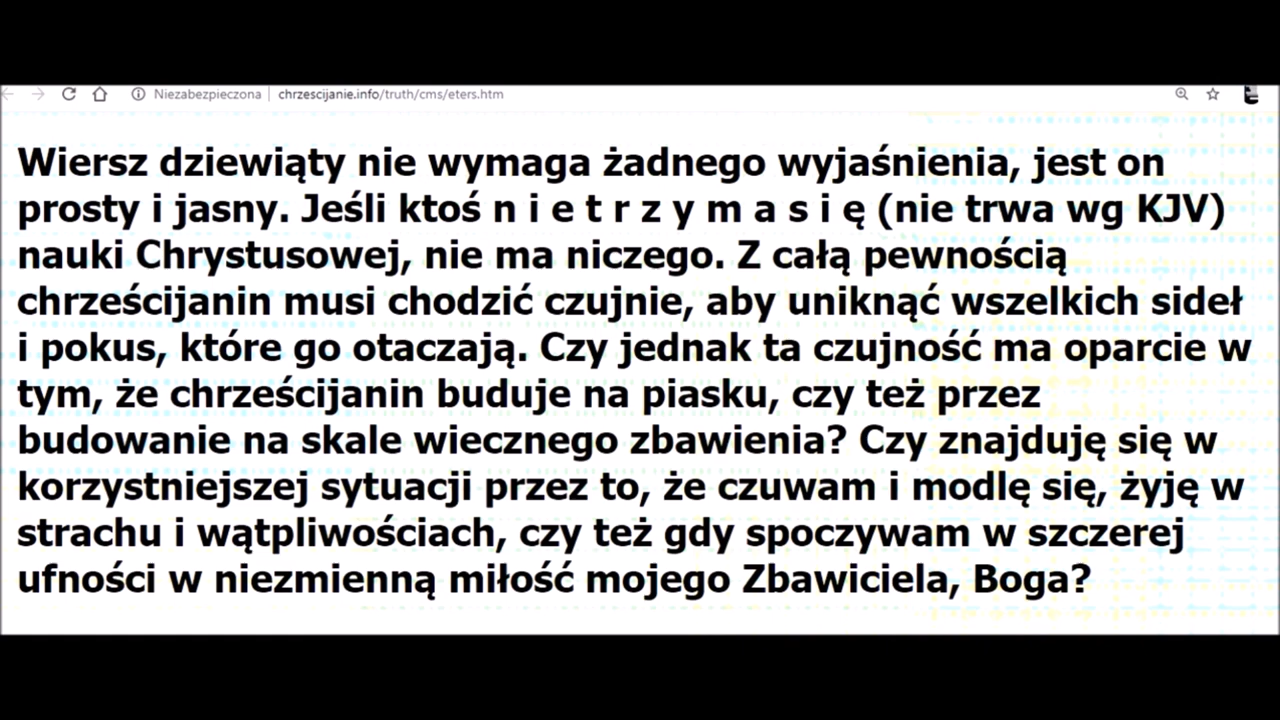 Niezabezpieczona | chrzescijanie.info/truth/cms/eters.htm
Wiersz dziewiąty nie wymaga żadnego wyjaśnienia, jest on
prosty i jasny. Jeśli ktoś n i e t r z y m a s i ę (nie trwa wg KJV)
nauki Chrystusowej, nie ma niczego. Z całą pewnością
chrześcijanin musi chodzić czujnie, aby uniknąć wszelkich sideł
i pokus, które go otaczają. Czy jednak ta czujność ma oparcie w
tym, że chrześcijanin buduje na piasku, czy też przez
budowanie na skale wiecznego zbawienia? Czy znajduję się w
korzystniejszej sytuacji przez to, że czuwam i modlę się, żyję w
strachu i wątpliwościach, czy też gdy spoczywam w szczerej
ufności w niezmienną miłość mojego Zbawiciela, Boga?